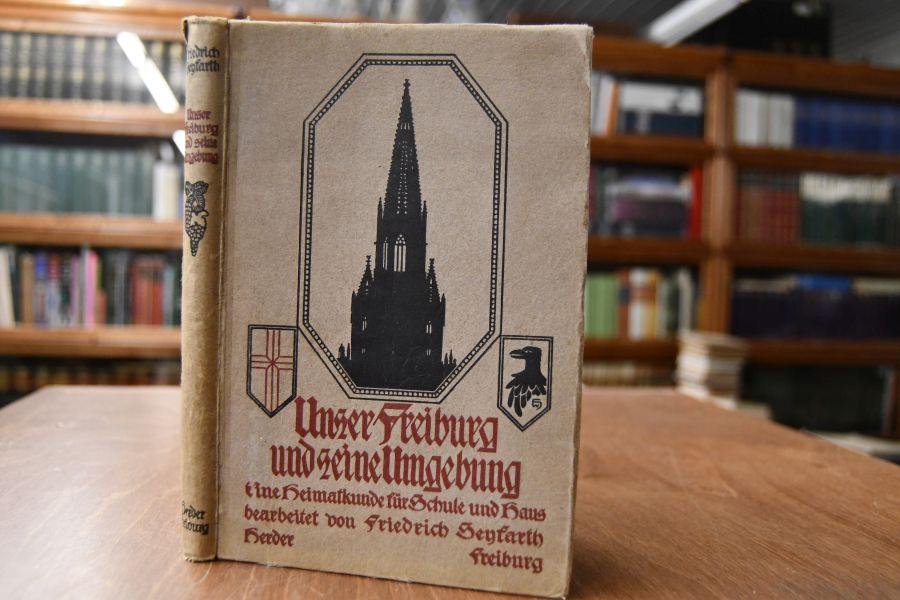 Friedrich
Seyfarth
Unser
Freiburg
und seine
Umgebung
Herder
Freiburg
Unser Freiburg
und seine Umgebung
Eine Heimatkunde für Schule und Haus
bearbeitet von Friedrich Seyfarth
Herder Freiburg